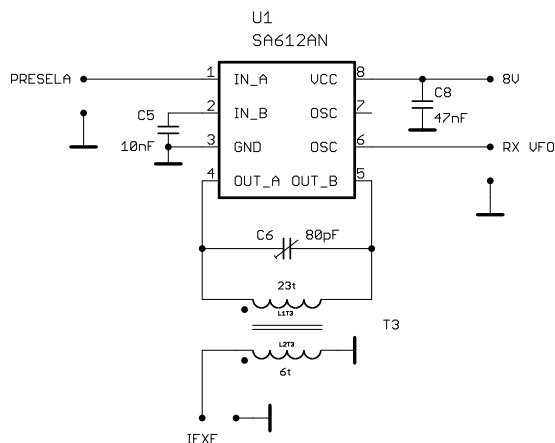 U1
SA612AN
PRESELA
1
IN_A
VCC
8
8V
C5
2
IN_B
OSC
7
C8
47nF
10nF
3
GND
OSC
6
RX VFO
4
OUT_A
OUT_B
5
C6
80pF
23t
L1T3
T3
L2T3
6t
IFXF